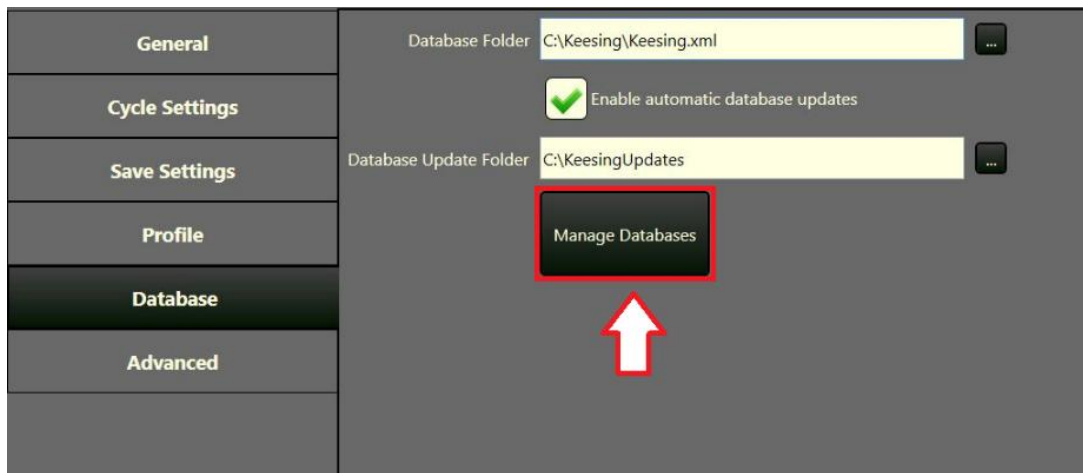 General
Cycle Settings
Save Settings
Profile
Database
Advanced
Database Folder C:\Keesing\Keesing.xml ...
Enable automatic database updates
Database Update Folder C:\KeesingUpdates ...
Manage Databases